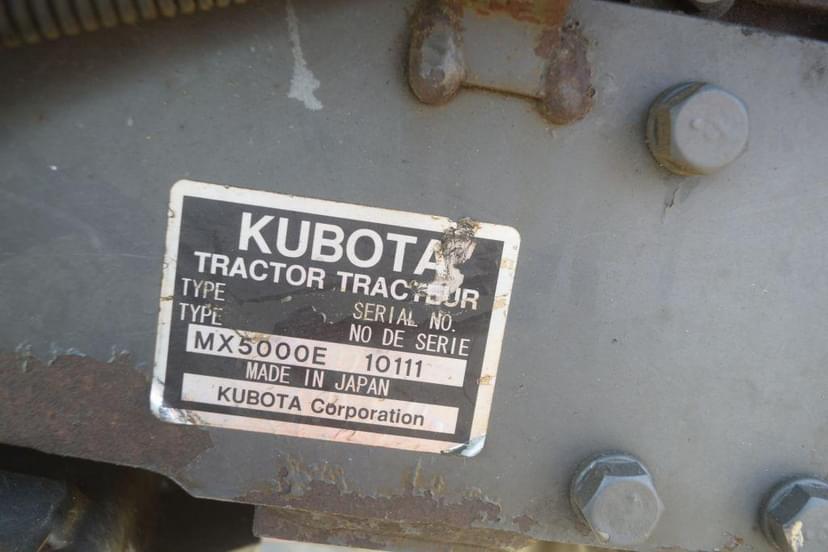 KUBOTA
TRACTOR TRACTEUR
TYPE
TYPE
SERIAL NO.
NO DE SERIE
MX5000E 10111
MADE IN JAPAN
KUBOTA Corporation